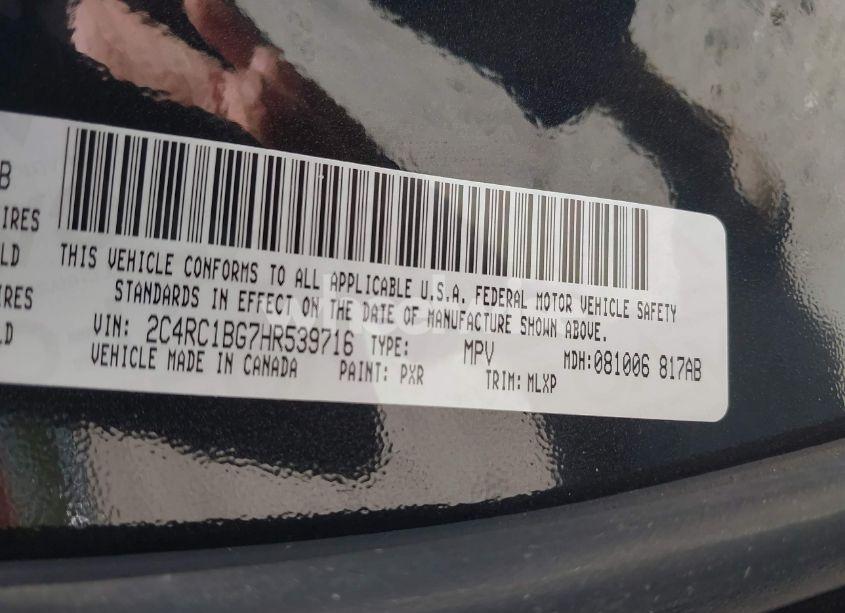 B
IRES
LD
IRES
LD
THIS VEHICLE CONFORMS TO ALL APPLICABLE U.S.A. FEDERAL MOTOR VEHICLE SAFETY
STANDARDS IN EFFECT ON THE DATE OF MANUFACTURE SHOWN ABOVE.
VIN: 2C4RC1BG7HR539716 TYPE: MPV MDH:081006 817AB
VEHICLE MADE IN CANADA PAINT: PXR TRIM: MLXP